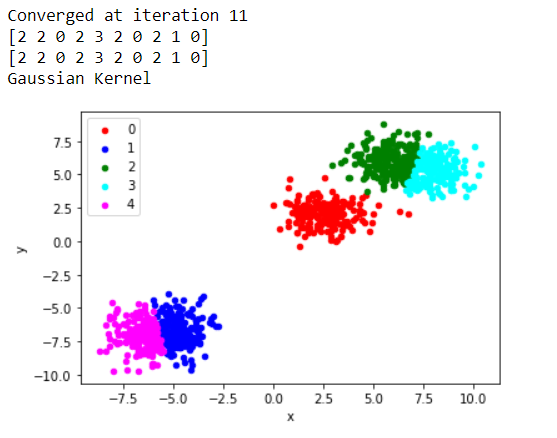 Converged at iteration 11
[2 2 0 2 3 2 0 2 1 0]
[2 2 0 2 3 2 0 2 1 0]
Gaussian Kernel
0
1
2
3
4
7.5
5.0
2.5
0.0
−2.5
−5.0
−7.5
−10.0
y
−7.5 −5.0 −2.5 0.0 2.5 5.0 7.5 10.0
x